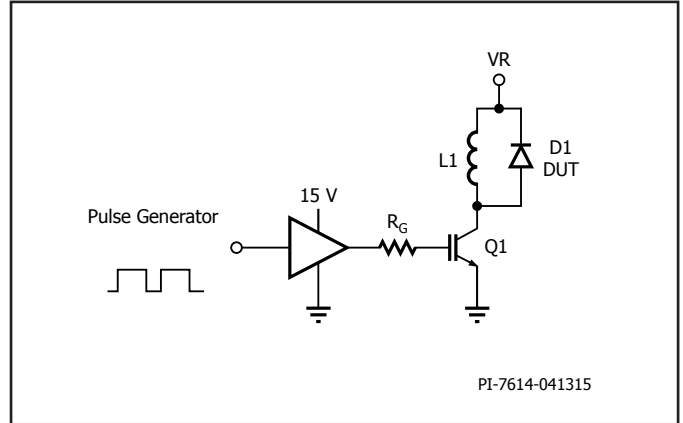 VR
L1
D1
DUT
15 V
Pulse Generator
RG
Q1
PI-7614-041315